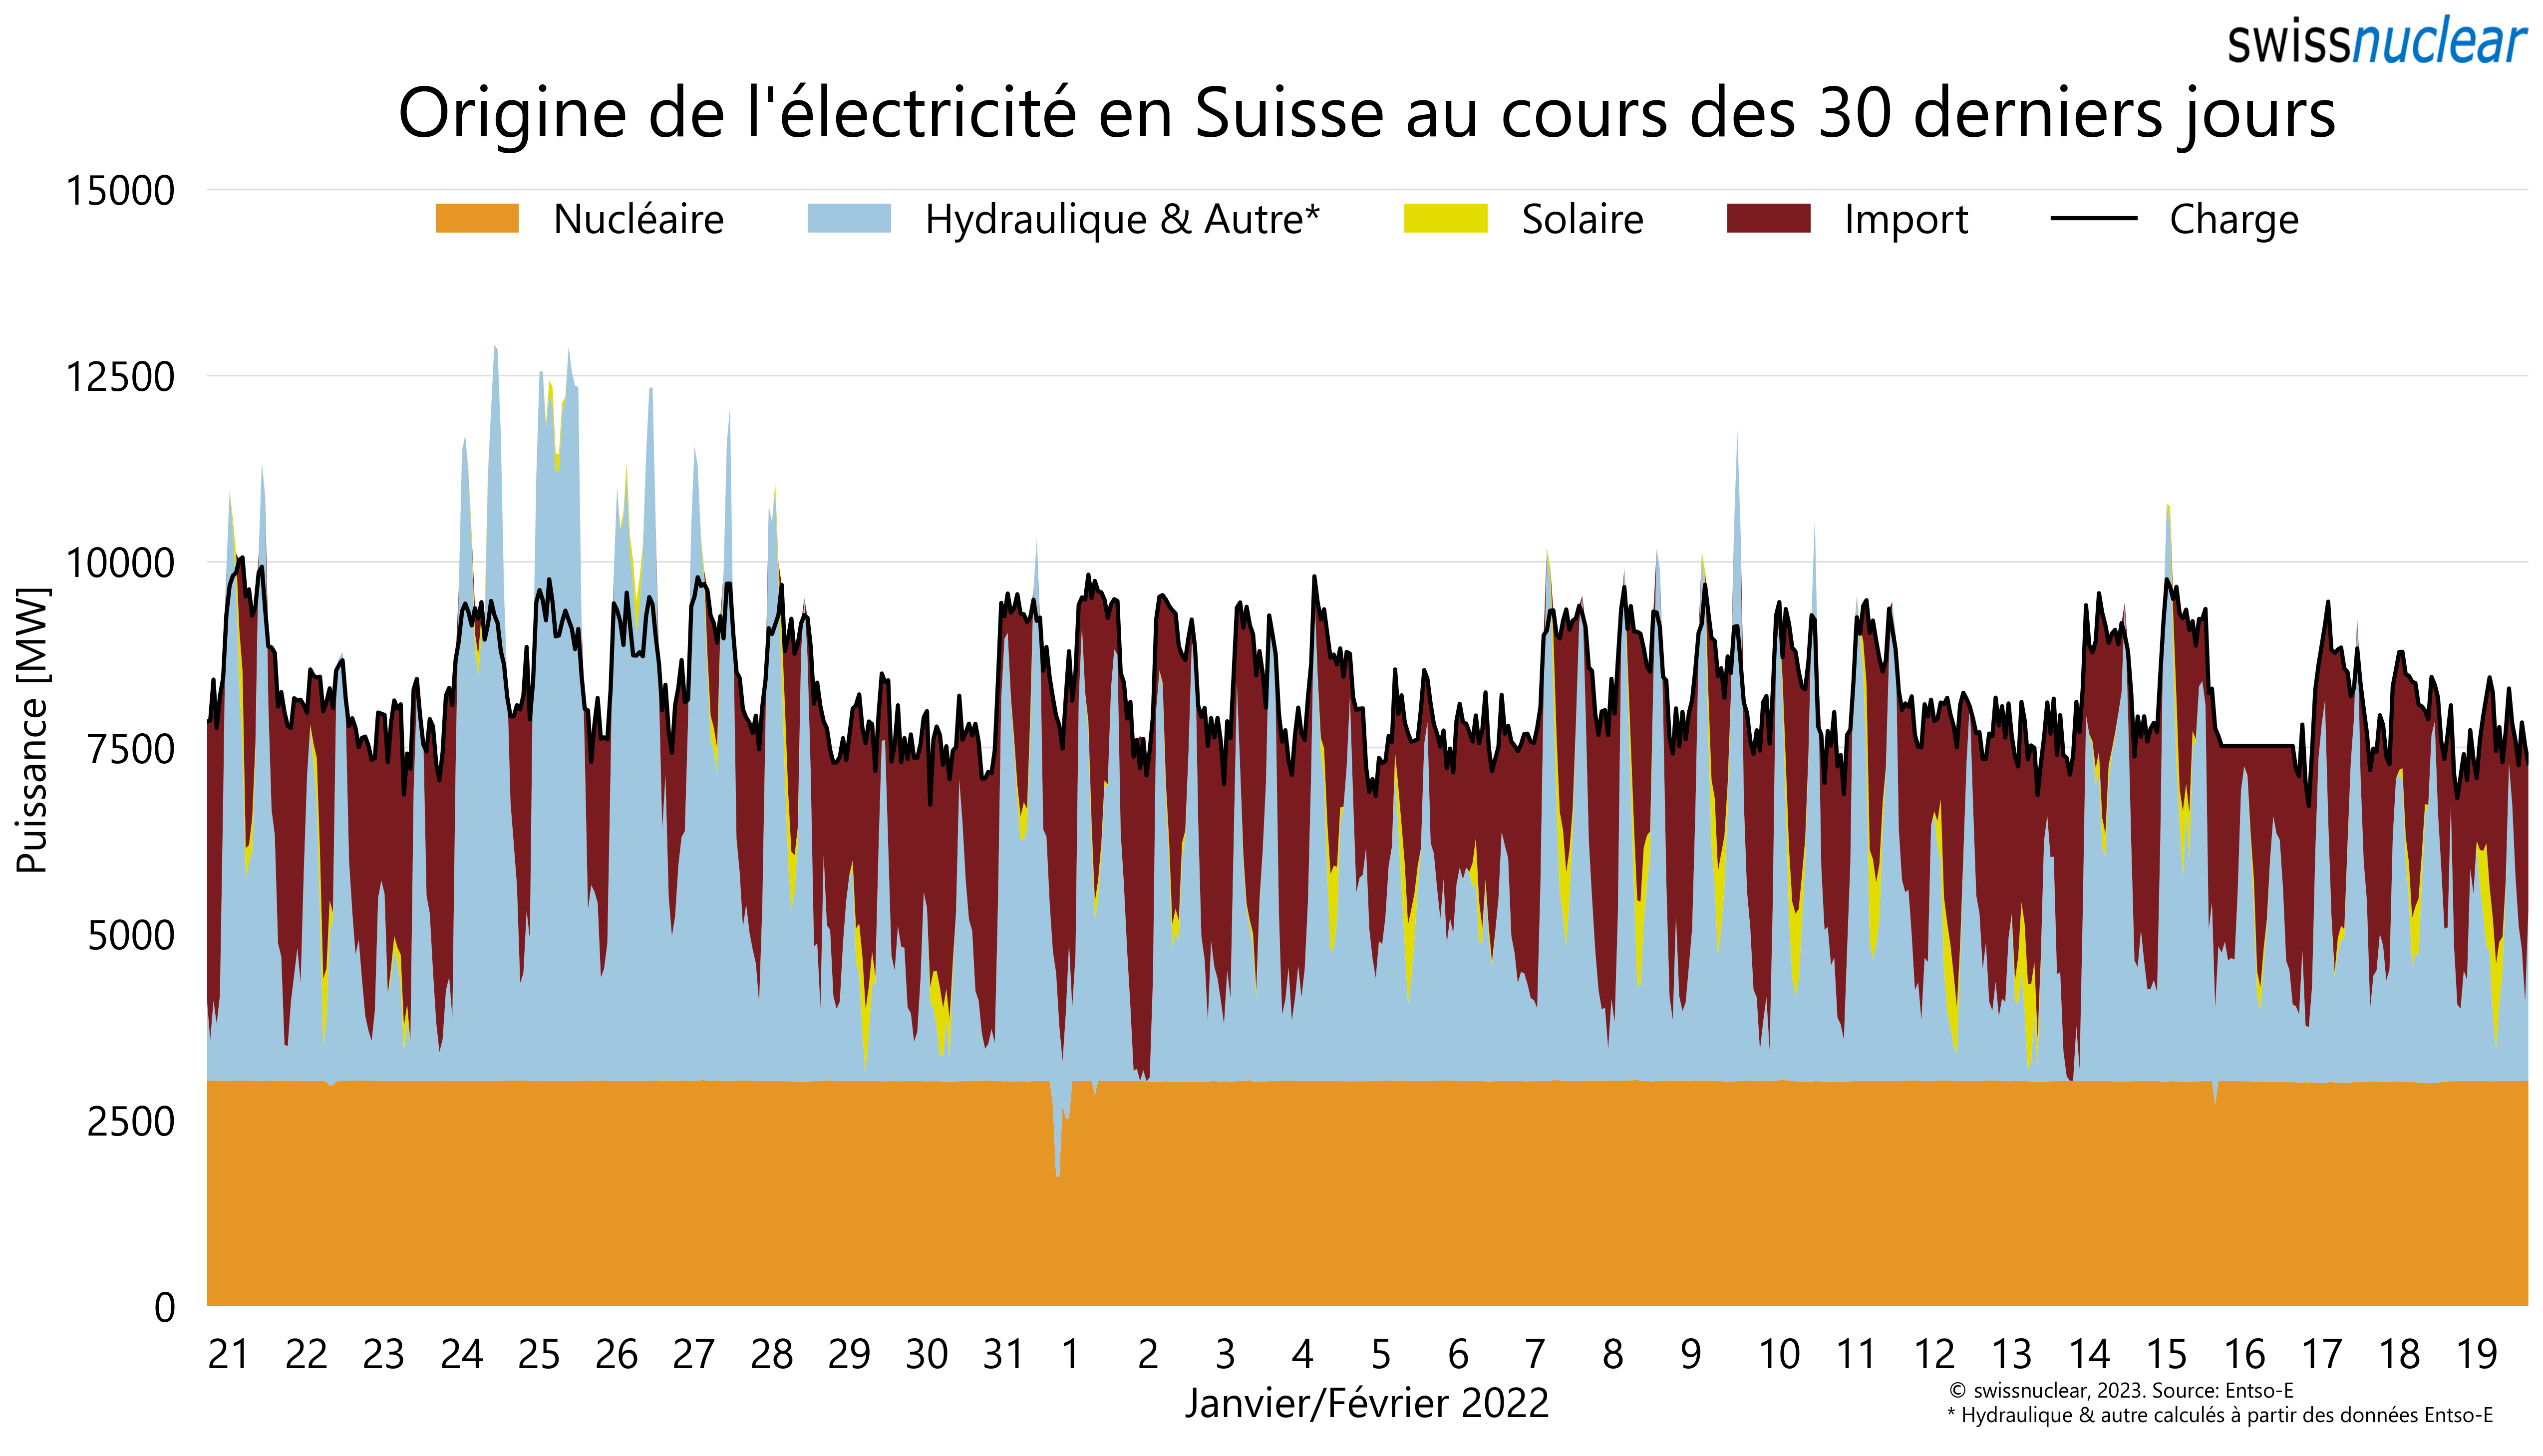 swissnuclear
Origine de l'électricité en Suisse au cours des 30 derniers jours
15000
Nucléaire Hydraulique & Autre* Solaire Import Charge
12500
10000
7500
5000
2500
0
Puissance [MW]
21 22 23 24 25 26 27 28 29 30 31 1 2 3 4 5 6 7 8 9 10 11 12 13 14 15 16 17 18 19
Janvier/Février 2022
© swissnuclear, 2023. Source: Entso-E
* Hydraulique & autre calculés à partir des données Entso-E